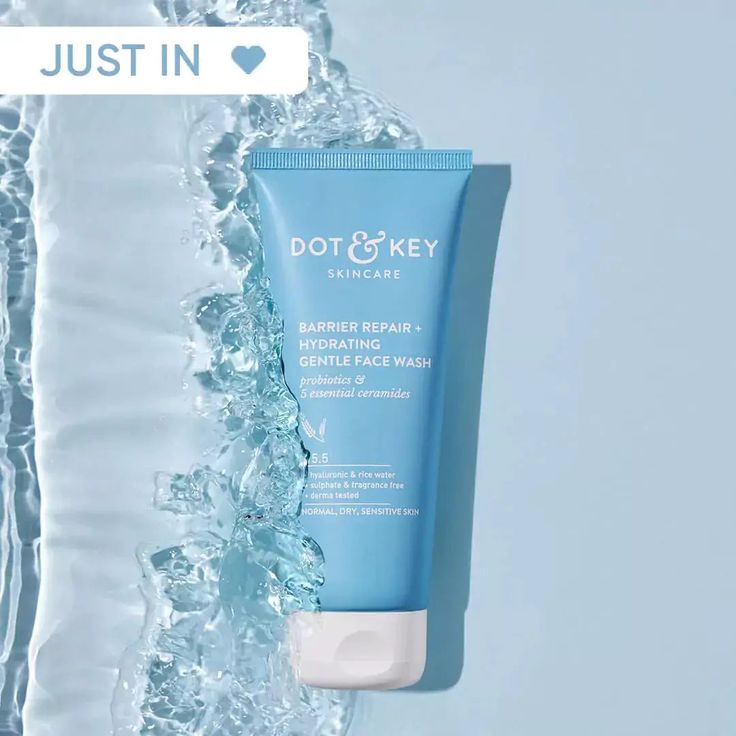 JUST IN
DOT & KEY
SKINCARE
BARRIER REPAIR +
HYDRATING
GENTLE FACE WASH
probiotics &
5 essential ceramides
5.5
hyaluronic & rice water
• sulphate & fragrance free
• derma tested
NORMAL, DRY, SENSITIVE SKIN